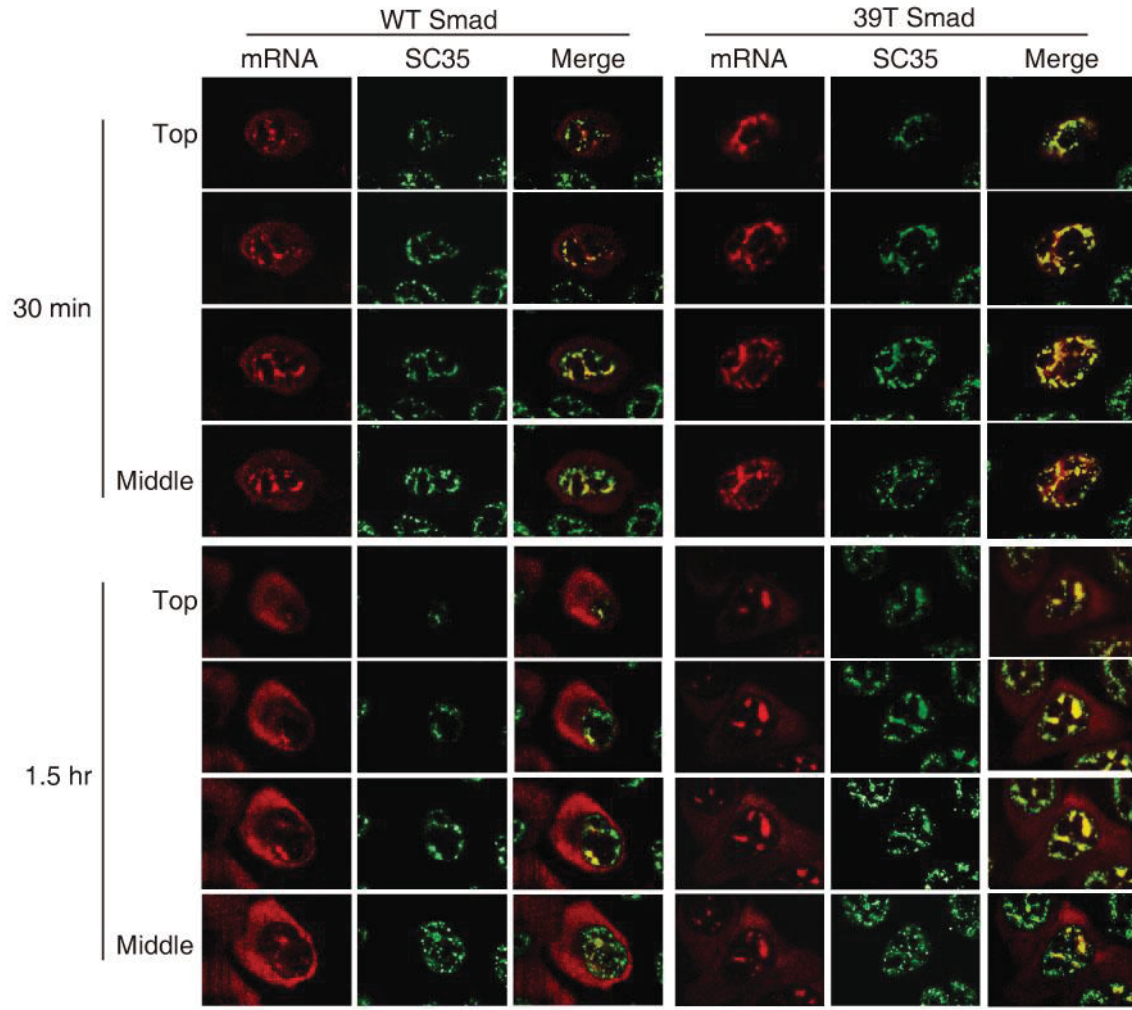 WT Smad 39T Smad
mRNA SC35 Merge mRNA SC35 Merge
Top
30 min
Middle
Top
1.5 hr
Middle